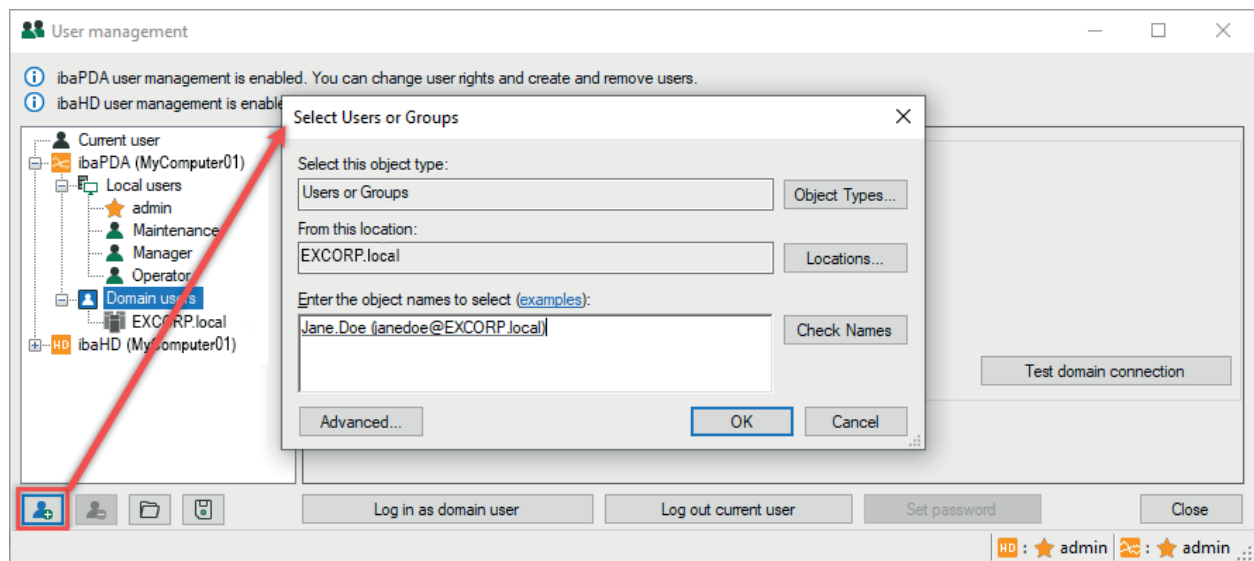 User management
ibaPDA user management is enabled. You can change user rights and create and remove users.
ibaHD user management is enable
Select Users or Groups
Current user
ibaPDA (MyComputer01)
Local users
admin
Maintenance
Manager
Operator
Domain users
EXCORP.local
HD ibaHD (MyComputer01)
Select this object type:
Users or Groups
Object Types...
From this location:
EXCORP.local
Locations...
Enter the object names to select (examples):
Jane.Doe (janedoe@EXCORP.local)
Check Names
Advanced...
OK
Cancel
Test domain connection
Log in as domain user
Log out current user
Set password
Close
HD : admin : admin